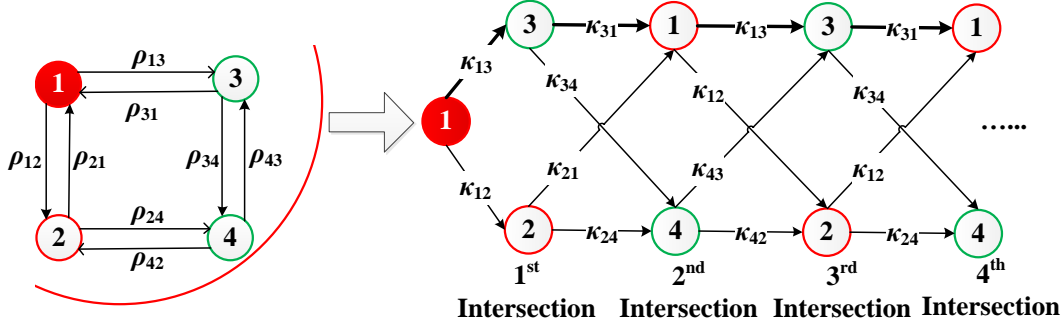 ρ13
1
3
ρ31
ρ12
ρ21
ρ34
ρ43
ρ24
2
4
ρ42
3
κ31
1
κ13
3
κ31
1
κ13
κ34
κ12
κ34
1
......
κ12
κ21
κ43
κ12
2
κ24
4
κ42
2
κ24
4
1st
2nd
3rd
4th
Intersection
Intersection
Intersection
Intersection